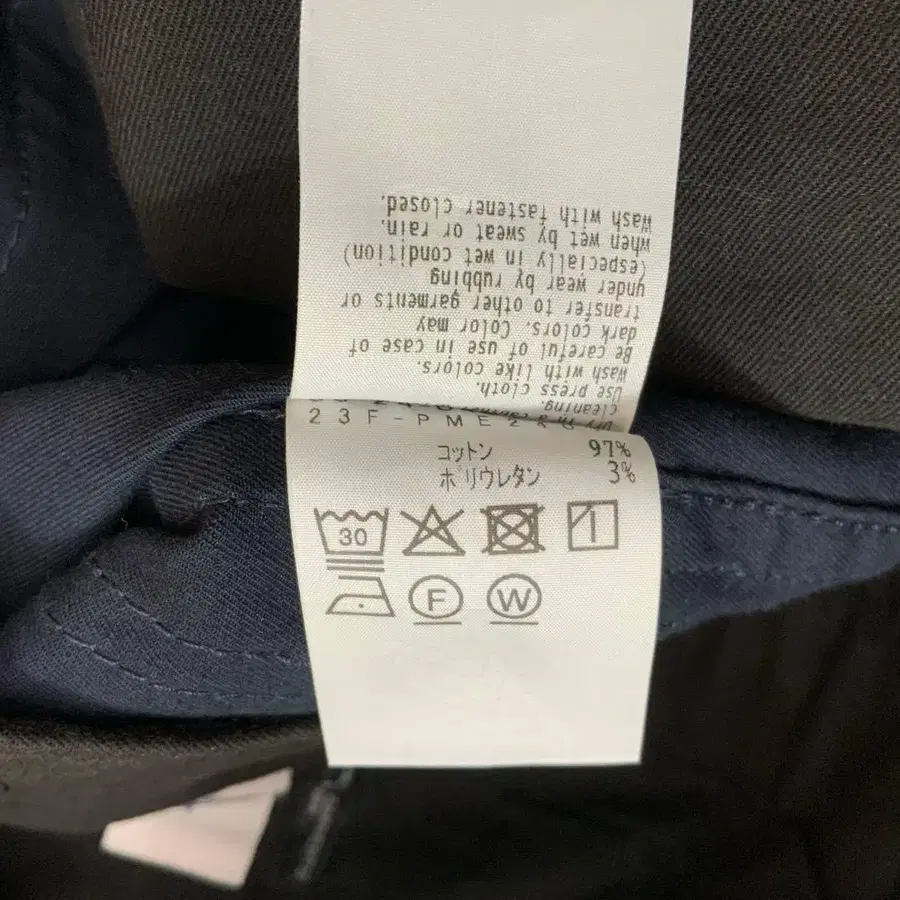 cleaning.
Use press cloth.
Wash with like colors.
Be careful of use in case of
dark colors. Color may
transfer to other garments or
under wear by rubbing
(especially in wet condition)
when wet by sweat or rain.
Wash with fastener closed.
コットン 97%
ポリウレタン 3%
30
F W